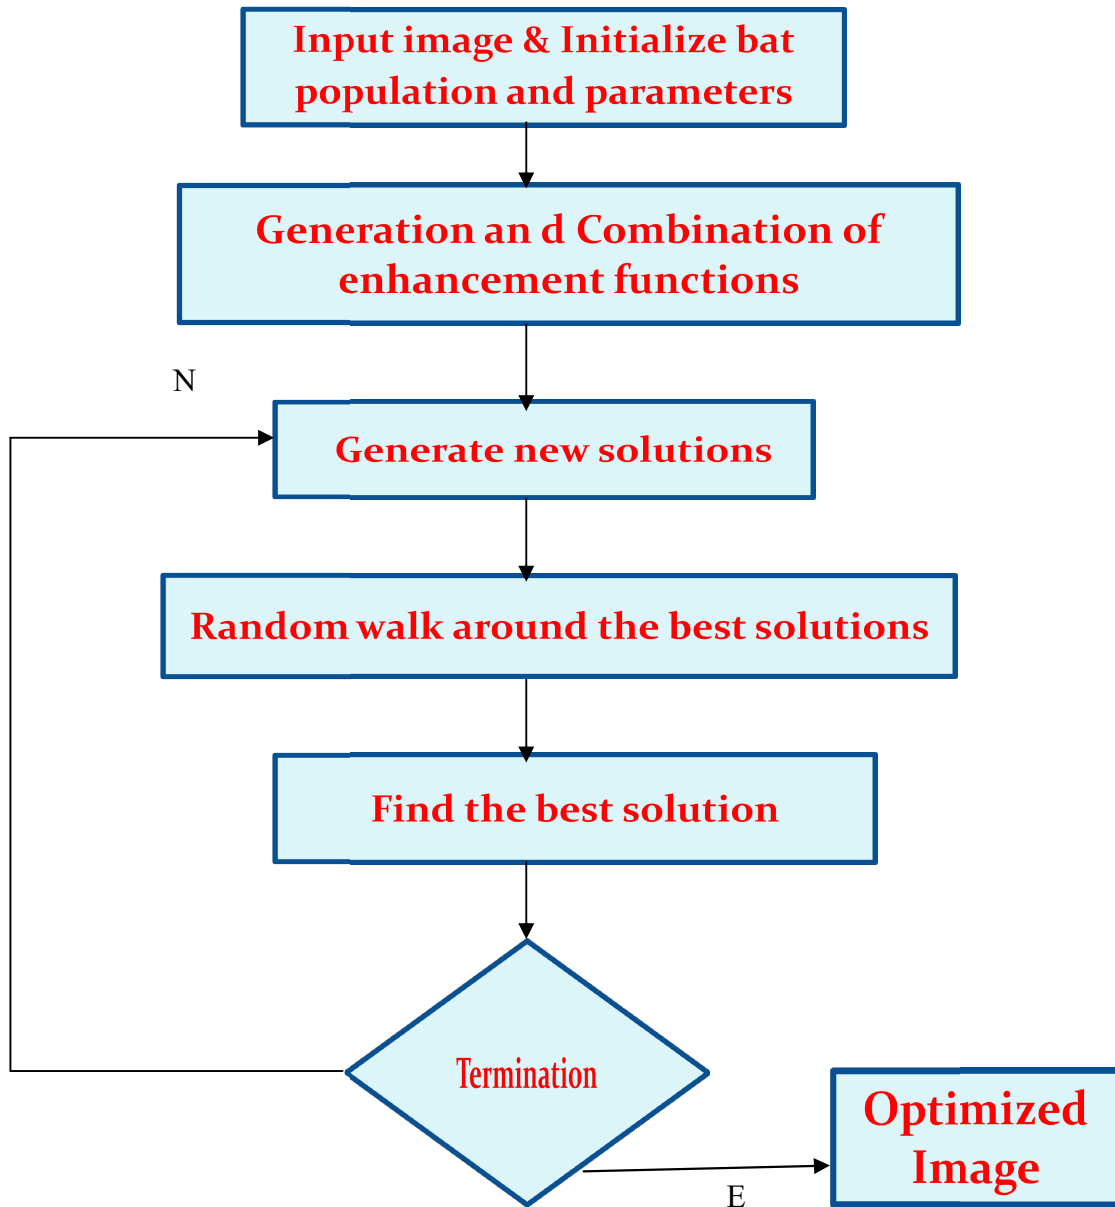 Input image & Initialize bat
population and parameters
Generation an d Combination of
enhancement functions
N
Generate new solutions
Random walk around the best solutions
Find the best solution
Termination
Optimized
Image
E